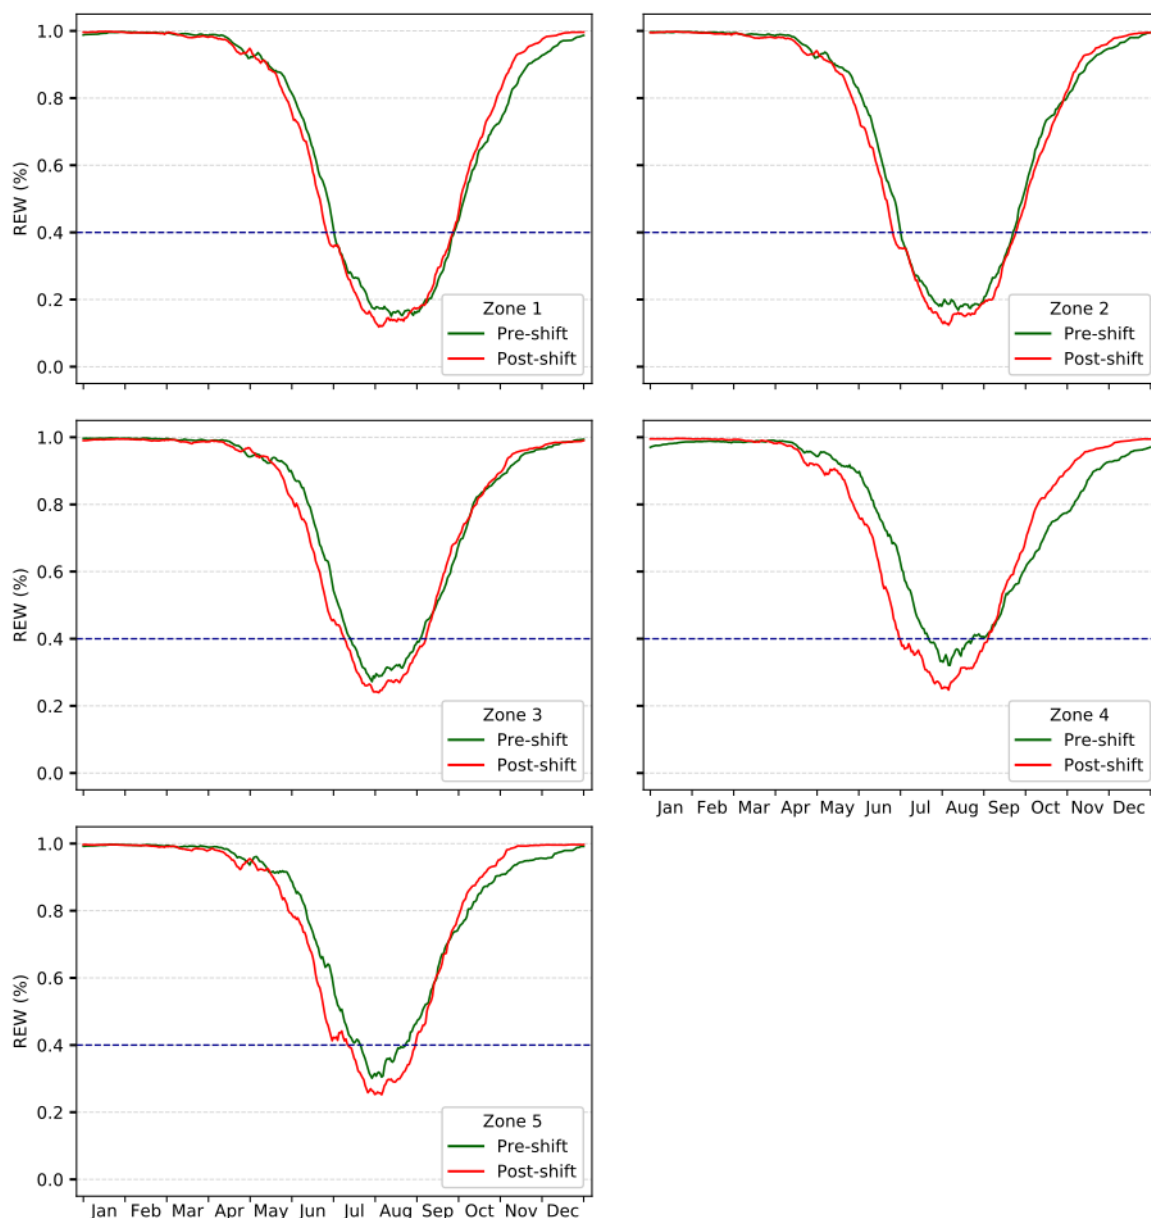 1.0
0.8
0.6
0.4
0.2
0.0
REW (%)
Zone 1
Pre-shift
Post-shift
Zone 2
Pre-shift
Post-shift
1.0
0.8
0.6
0.4
0.2
0.0
REW (%)
Zone 3
Pre-shift
Post-shift
Zone 4
Pre-shift
Post-shift
Jan Feb Mar Apr May Jun Jul Aug Sep Oct Nov Dec
1.0
0.8
0.6
0.4
0.2
0.0
REW (%)
Zone 5
Pre-shift
Post-shift
Jan Feb Mar Apr May Jun Jul Aug Sep Oct Nov Dec